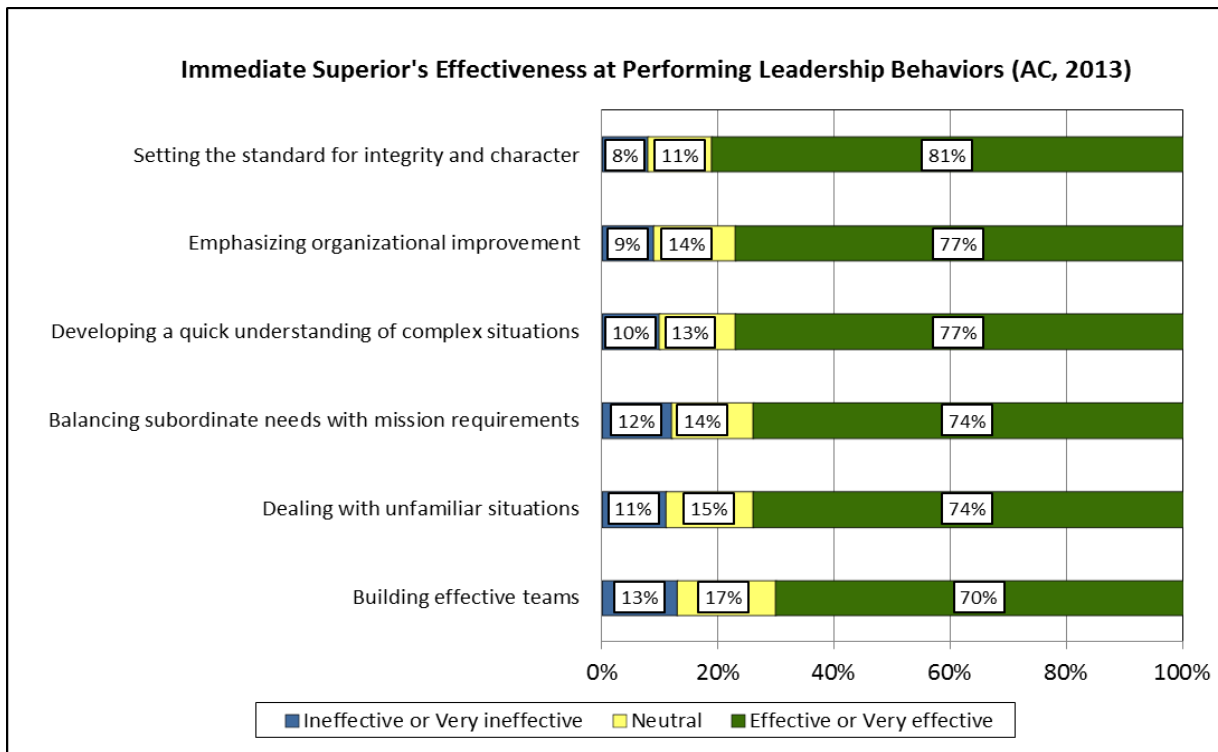 Immediate Superior's Effectiveness at Performing Leadership Behaviors (AC, 2013)
Setting the standard for integrity and character 8% 11% 81%
Emphasizing organizational improvement 9% 14% 77%
Developing a quick understanding of complex situations 10% 13% 77%
Balancing subordinate needs with mission requirements 12% 14% 74%
Dealing with unfamiliar situations 11% 15% 74%
Building effective teams 13% 17% 70%
0% 20% 40% 60% 80% 100%
Ineffective or Very ineffective Neutral Effective or Very effective